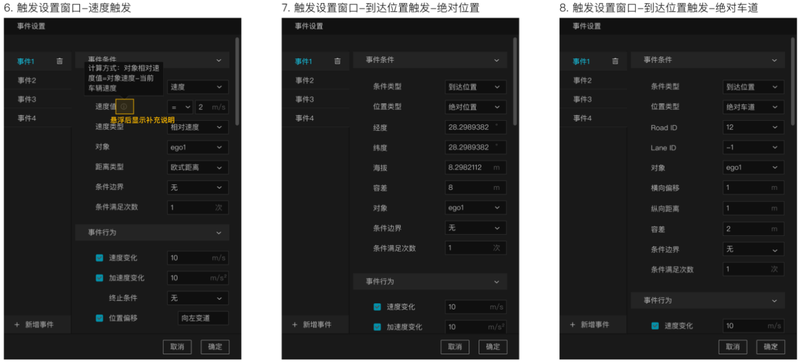 6. 触发设置窗口-速度触发
事件设置
事件1
事件2
事件3
事件4
事件条件
计算方式：对象相对速
度值=对象速度-当前
车辆速度
速度
速度值 = 2 m/s
悬浮后显示补充说明
速度类型 相对速度
对象 ego1
距离类型 欧式距离
条件边界 无
条件满足次数 1 次
事件行为
速度变化 10 m/s
加速度变化 10 m/s²
终止条件 无
位置偏移 向左变道
+ 新增事件
取消 确定
7. 触发设置窗口-到达位置触发-绝对位置
事件设置
事件1
事件2
事件3
事件4
事件条件
条件类型 到达位置
位置类型 绝对位置
经度 28.2989382 °
纬度 28.2989382 °
海拔 8.2982112 m
容差 8 m
对象 ego1
条件边界 无
条件满足次数 1 次
事件行为
速度变化 10 m/s
加速度变化 10 m/s²
+ 新增事件
取消 确定
8. 触发设置窗口-到达位置触发-绝对车道
事件设置
事件1
事件2
事件3
事件4
事件条件
条件类型 到达位置
位置类型 绝对车道
Road ID 12
Lane ID -1
对象 ego1
横向偏移 1 m
纵向距离 1 m
容差 2 m
条件边界 无
条件满足次数 1 次
事件行为
速度变化 10 m/s
+ 新增事件
取消 确定